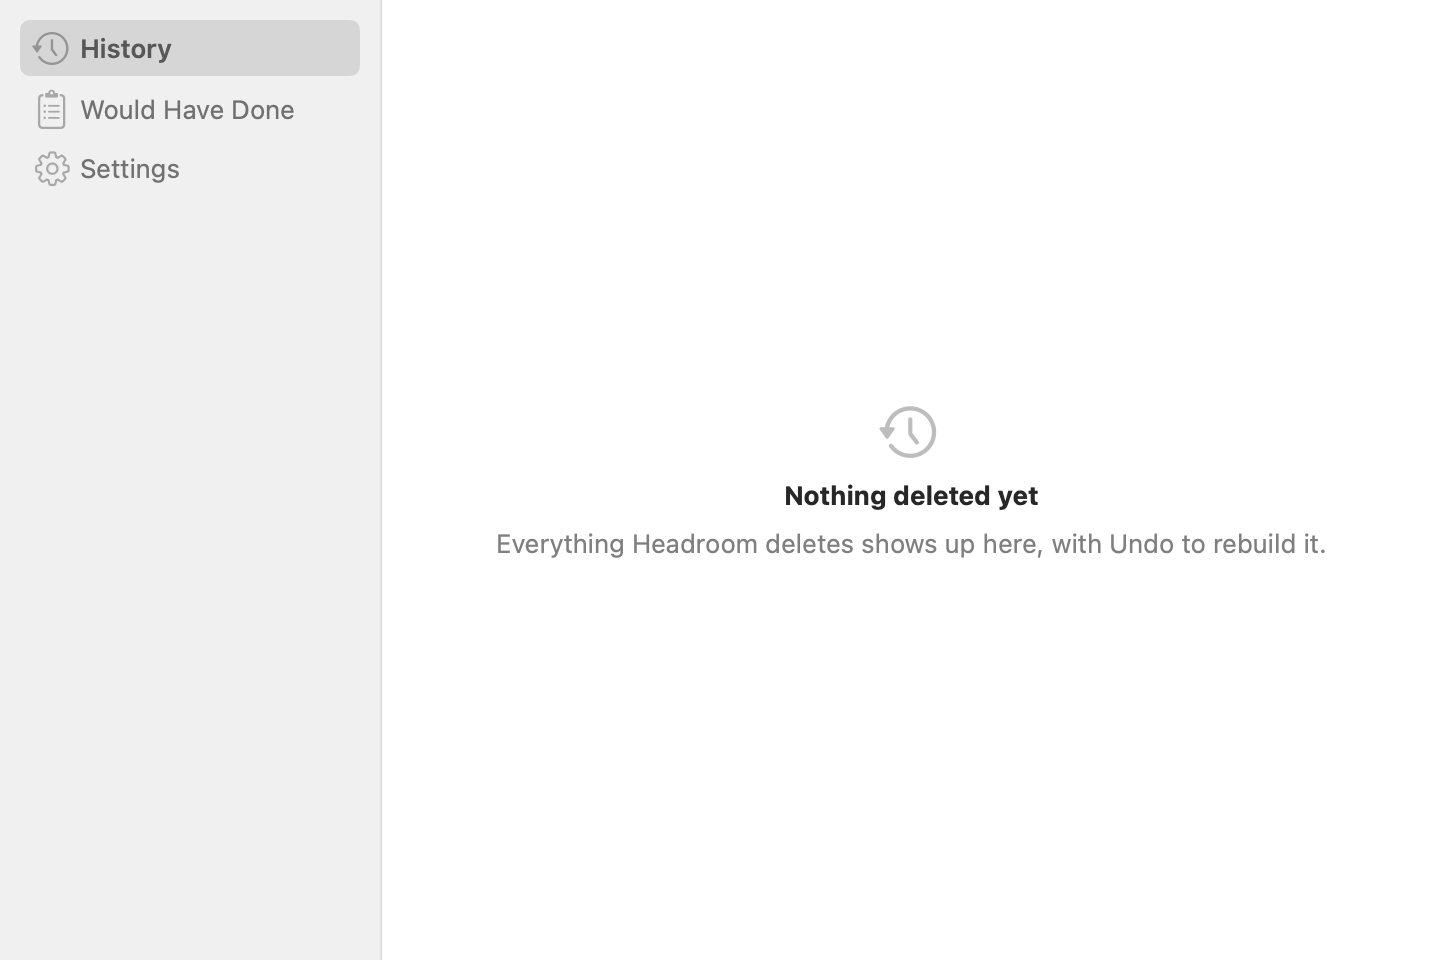 History
Would Have Done
Settings
Nothing deleted yet
Everything Headroom deletes shows up here, with Undo to rebuild it.